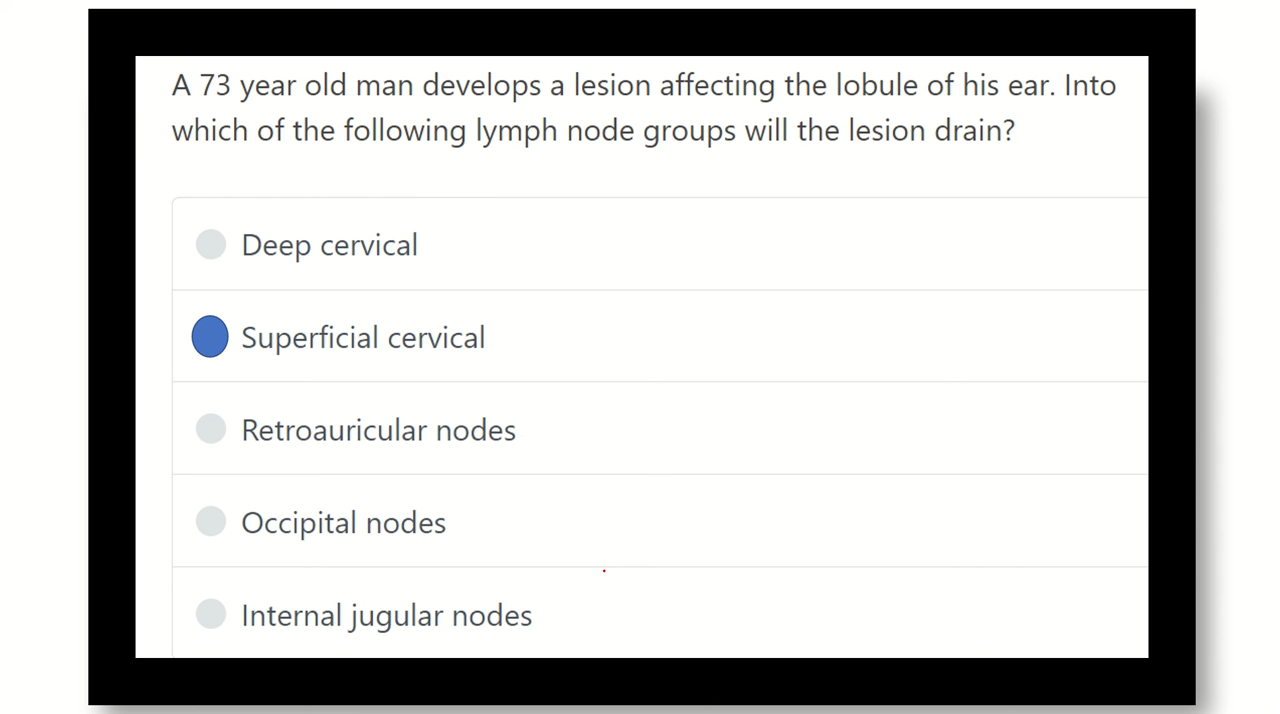 A 73 year old man develops a lesion affecting the lobule of his ear. Into
which of the following lymph node groups will the lesion drain?
Deep cervical
Superficial cervical
Retroauricular nodes
Occipital nodes
Internal jugular nodes